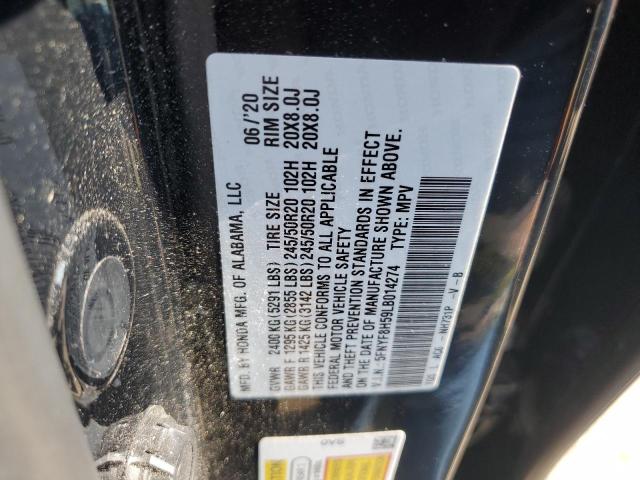 MFG. BY HONDA MFG. OF ALABAMA, LLC 06/'20
TIRE SIZE RIM SIZE
GVWR 2400 KG (5291 LBS)
GAWR F 1295 KG (2855 LBS) 245/50R20 102H 20X8.0J
GAWR R 1425 KG (3142 LBS) 245/50R20 102H 20X8.0J
THIS VEHICLE CONFORMS TO ALL APPLICABLE
FEDERAL MOTOR VEHICLE SAFETY
AND THEFT PREVENTION STANDARDS IN EFFECT
ON THE DATE OF MANUFACTURE SHOWN ABOVE.
V.I.N.: 5FNYF8H59LB014274 TYPE: MPV
NH731P -V -B